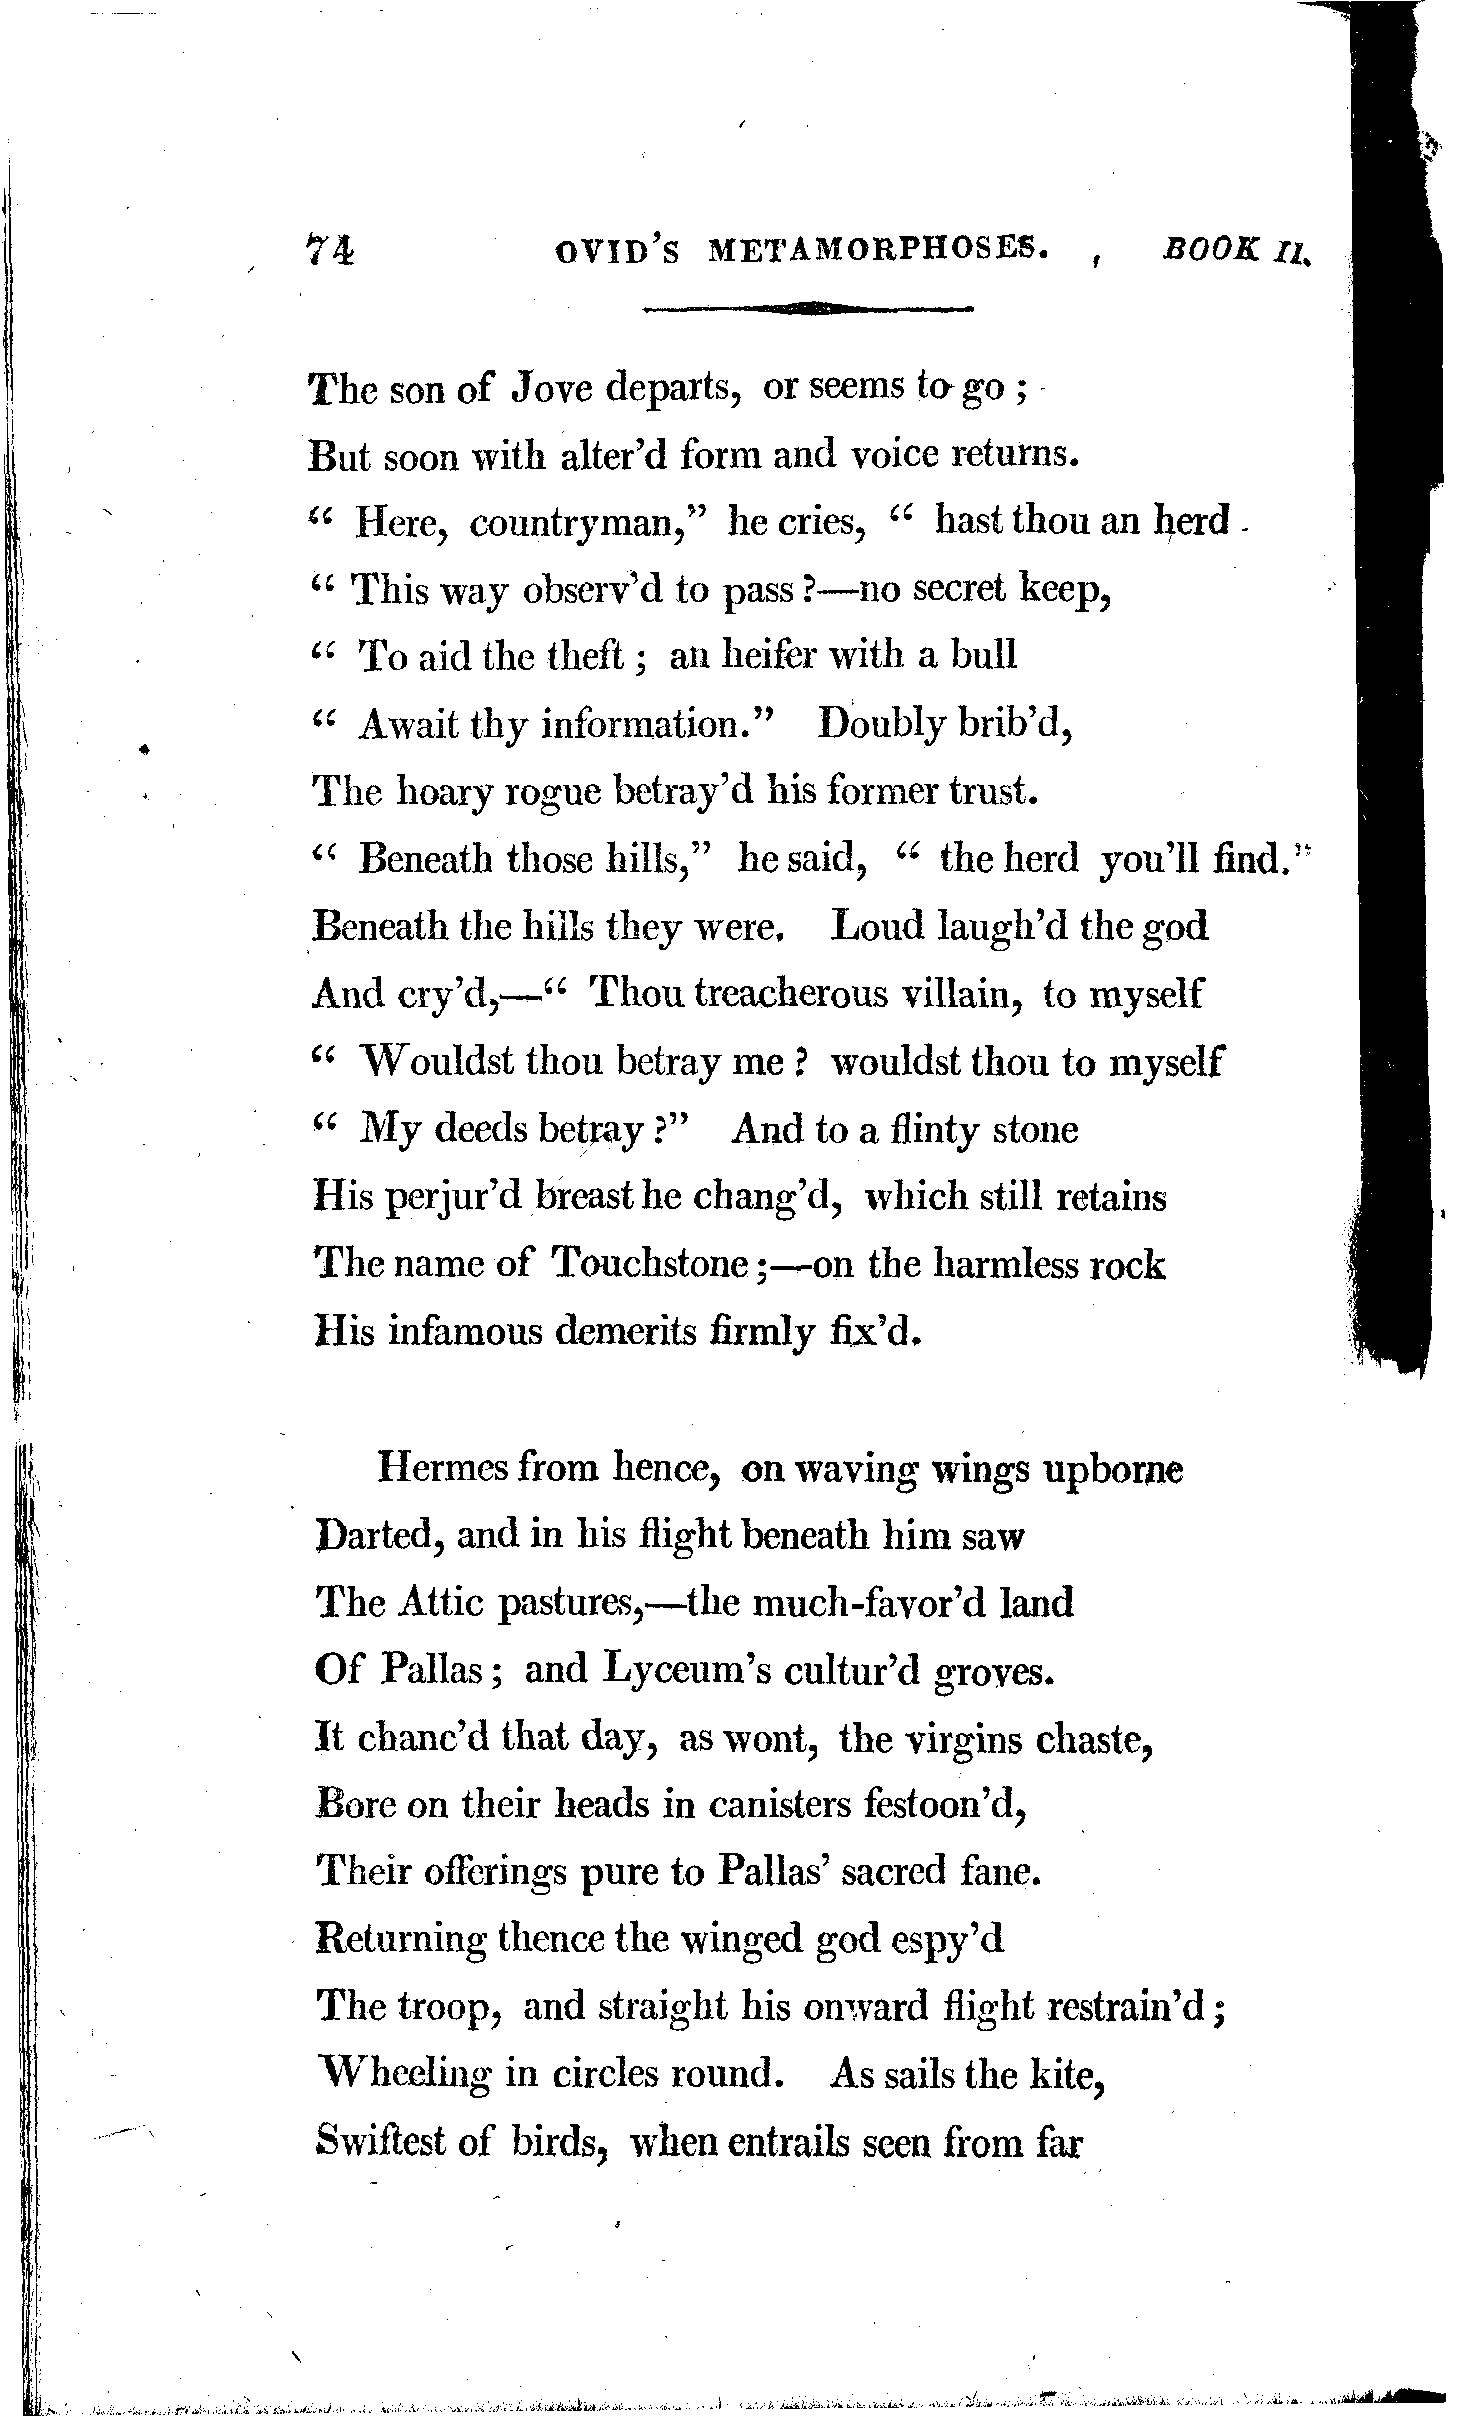 74 OVID'S METAMORPHOSES. BOOK II.
The son of Jove departs, or seems to go;
But soon with alter'd form and voice returns.
“ Here, countryman,” he cries, “ hast thou an herd
“ This way observ'd to pass?—no secret keep,
“ To aid the theft; an heifer with a bull
“ Await thy information.” Doubly brib'd,
The hoary rogue betray'd his former trust.
“ Beneath those hills,” he said, “ the herd you'll find.”
Beneath the hills they were. Loud laugh'd the god
And cry'd,—“ Thou treacherous villain, to myself
“ Wouldst thou betray me? wouldst thou to myself
“ My deeds betray?” And to a flinty stone
His perjur'd breast he chang'd, which still retains
The name of Touchstone;—on the harmless rock
His infamous demerits firmly fix'd.
Hermes from hence, on waving wings upborne
Darted, and in his flight beneath him saw
The Attic pastures,—the much-favor'd land
Of Pallas; and Lyceum's cultur'd groves.
It chanc'd that day, as wont, the virgins chaste,
Bore on their heads in canisters festoon'd,
Their offerings pure to Pallas' sacred fane.
Returning thence the winged god espy'd
The troop, and straight his onward flight restrain'd;
Wheeling in circles round. As sails the kite,
Swiftest of birds, when entrails seen from far